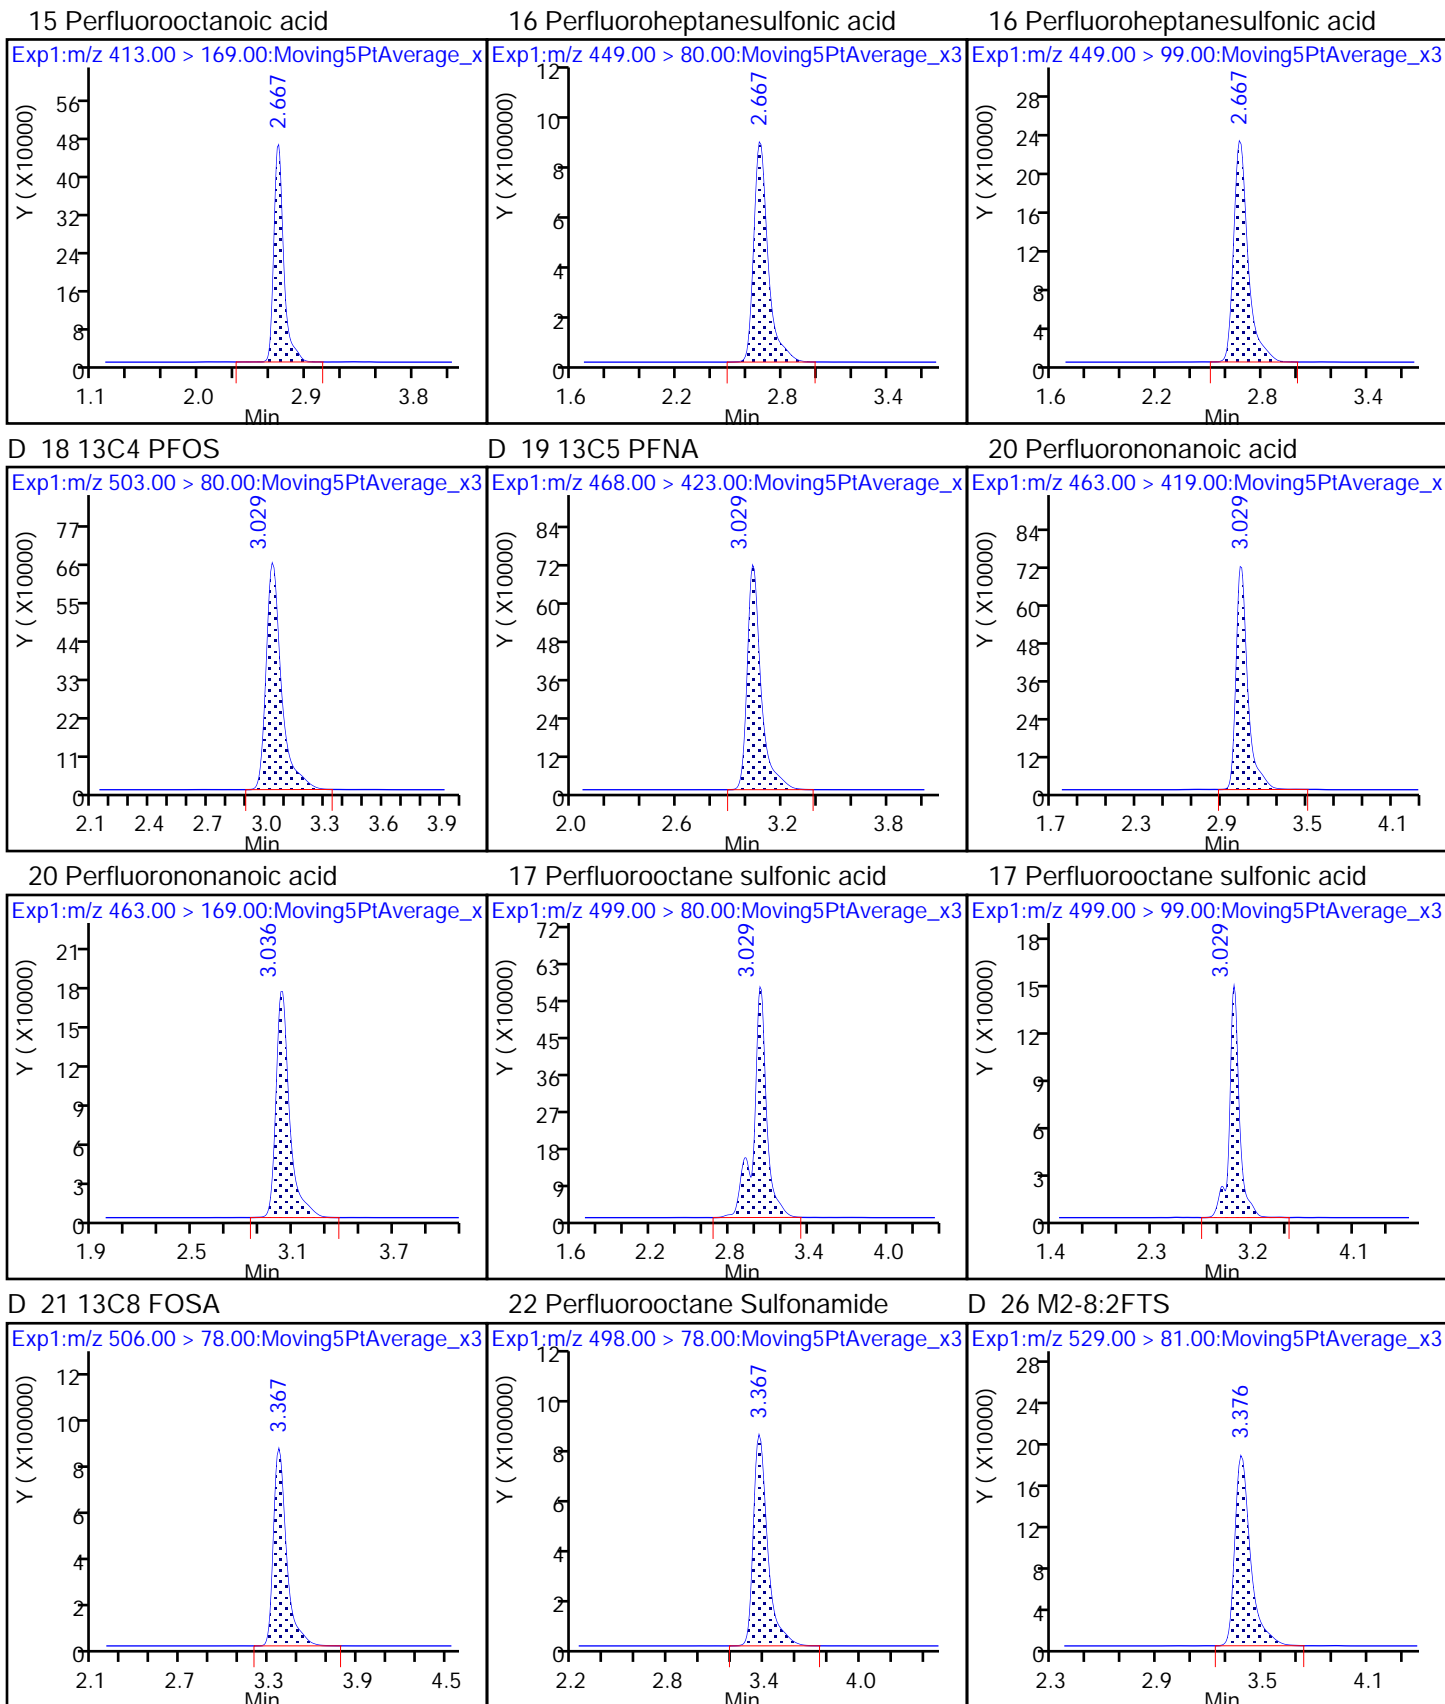 15 Perfluorooctanoic acid
Exp1:m/z 413.00 > 169.00:Moving5PtAverage_x
Y ( X10000)
56
48
40
32
24
16
8
0
2.667
1.1 2.0 2.9 3.8
Min
16 Perfluoroheptanesulfonic acid
Exp1:m/z 449.00 > 80.00:Moving5PtAverage_x3
Y ( X100000)
12
10
8
6
4
2
0
2.667
1.6 2.2 2.8 3.4
Min
16 Perfluoroheptanesulfonic acid
Exp1:m/z 449.00 > 99.00:Moving5PtAverage_x3
Y ( X10000)
28
24
20
16
12
8
4
0
2.667
1.6 2.2 2.8 3.4
Min
D 18 13C4 PFOS
Exp1:m/z 503.00 > 80.00:Moving5PtAverage_x3
Y ( X10000)
77
66
55
44
33
22
11
0
3.029
2.1 2.4 2.7 3.0 3.3 3.6 3.9
Min
D 19 13C5 PFNA
Exp1:m/z 468.00 > 423.00:Moving5PtAverage_x
Y ( X10000)
84
72
60
48
36
24
12
0
3.029
2.0 2.6 3.2 3.8
Min
20 Perfluorononanoic acid
Exp1:m/z 463.00 > 419.00:Moving5PtAverage_x
Y ( X10000)
84
72
60
48
36
24
12
0
3.029
1.7 2.3 2.9 3.5 4.1
Min
20 Perfluorononanoic acid
Exp1:m/z 463.00 > 169.00:Moving5PtAverage_x
Y ( X10000)
21
18
15
12
9
6
3
0
3.036
1.9 2.5 3.1 3.7
Min
17 Perfluorooctane sulfonic acid
Exp1:m/z 499.00 > 80.00:Moving5PtAverage_x3
Y ( X10000)
72
63
54
45
36
27
18
9
0
3.029
1.6 2.2 2.8 3.4 4.0
Min
17 Perfluorooctane sulfonic acid
Exp1:m/z 499.00 > 99.00:Moving5PtAverage_x3
Y ( X10000)
18
15
12
9
6
3
0
3.029
1.4 2.3 3.2 4.1
Min
D 21 13C8 FOSA
Exp1:m/z 506.00 > 78.00:Moving5PtAverage_x3
Y ( X100000)
12
10
8
6
4
2
0
3.367
2.1 2.7 3.3 3.9 4.5
Min
22 Perfluorooctane Sulfonamide
Exp1:m/z 498.00 > 78.00:Moving5PtAverage_x3
Y ( X100000)
12
10
8
6
4
2
0
3.367
2.2 2.8 3.4 4.0
Min
D 26 M2-8:2FTS
Exp1:m/z 529.00 > 81.00:Moving5PtAverage_x3
Y ( X10000)
28
24
20
16
12
8
4
0
3.376
2.3 2.9 3.5 4.1
Min